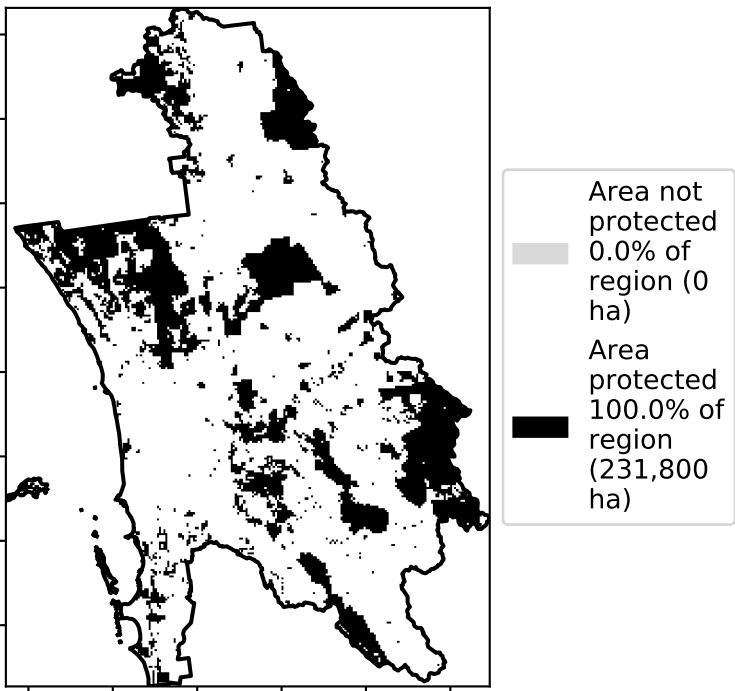 Area not
protected
0.0% of
region (0
ha)
Area
protected
100.0% of
region
(231,800
ha)